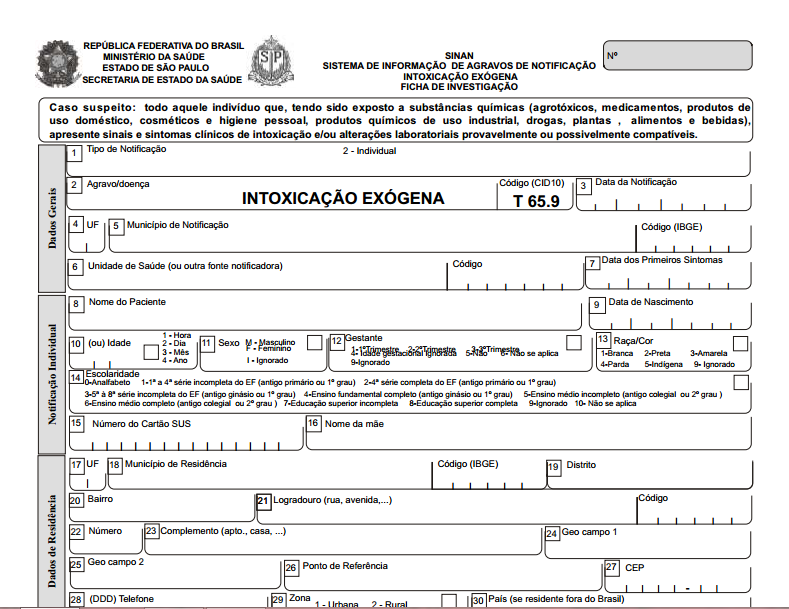 REPÚBLICA FEDERATIVA DO BRASIL
MINISTÉRIO DA SAÚDE
ESTADO DE SÃO PAULO
SECRETARIA DE ESTADO DA SAÚDE
SP
SINAN
SISTEMA DE INFORMAÇÃO DE AGRAVOS DE NOTIFICAÇÃO
INTOXICAÇÃO EXÓGENA
FICHA DE INVESTIGAÇÃO
Nº
Caso suspeito: todo aquele indivíduo que, tendo sido exposto a substâncias químicas (agrotóxicos, medicamentos, produtos de
uso doméstico, cosméticos e higiene pessoal, produtos químicos de uso industrial, drogas, plantas , alimentos e bebidas),
apresente sinais e sintomas clínicos de intoxicação e/ou alterações laboratoriais provavelmente ou possivelmente compatíveis.
Dados Gerais
1 Tipo de Notificação 2 - Individual
2 Agravo/doença INTOXICAÇÃO EXÓGENA Código (CID10) T 65.9 3 Data da Notificação
4 UF 5 Município de Notificação Código (IBGE)
6 Unidade de Saúde (ou outra fonte notificadora) Código 7 Data dos Primeiros Sintomas
Notificação Individual
8 Nome do Paciente 9 Data de Nascimento
10 (ou) Idade
1 - Hora
2 - Dia
3 - Mês
4 - Ano
11 Sexo M - Masculino
F - Feminino
I - Ignorado
12 Gestante
1-1ºTrimestre 2-2ºTrimestre 3-3ºTrimestre
4- Idade gestacional Ignorada 5-Não 6- Não se aplica
9-Ignorado
13 Raça/Cor
1-Branca 2-Preta 3-Amarela
4-Parda 5-Indígena 9- Ignorado
14 Escolaridade
0-Analfabeto 1-1ª a 4ª série incompleta do EF (antigo primário ou 1º grau) 2-4ª série completa do EF (antigo primário ou 1º grau)
3-5ª à 8ª série incompleta do EF (antigo ginásio ou 1º grau) 4-Ensino fundamental completo (antigo ginásio ou 1º grau) 5-Ensino médio incompleto (antigo colegial ou 2º grau )
6-Ensino médio completo (antigo colegial ou 2º grau ) 7-Educação superior incompleta 8-Educação superior completa 9-Ignorado 10- Não se aplica
15 Número do Cartão SUS 16 Nome da mãe
Dados de Residência
17 UF 18 Município de Residência Código (IBGE) 19 Distrito
20 Bairro 21 Logradouro (rua, avenida,...) Código
22 Número 23 Complemento (apto., casa, ...) 24 Geo campo 1
25 Geo campo 2 26 Ponto de Referência 27 CEP -
28 (DDD) Telefone 29 Zona 1 - Urbana 2 - Rural 30 País (se residente fora do Brasil)